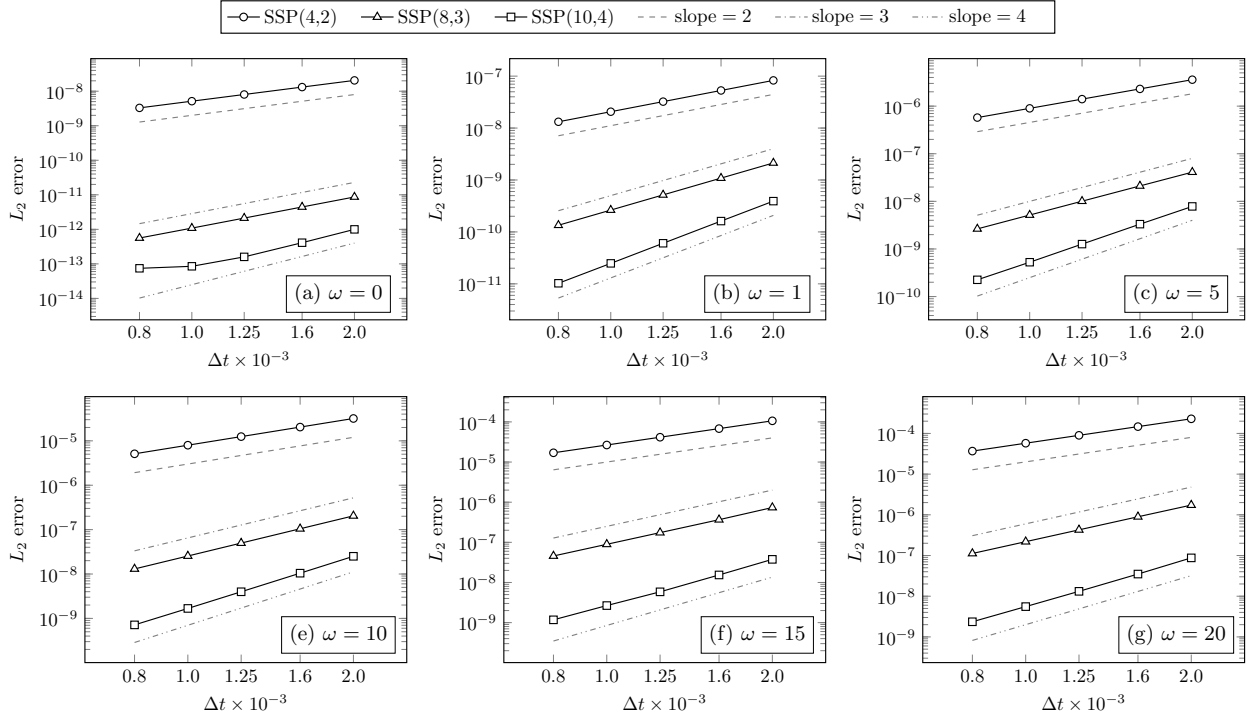 SSP(4,2) SSP(8,3) SSP(10,4) slope = 2 slope = 3 slope = 4
10^-8
10^-9
10^-10
10^-11
10^-12
10^-13
10^-14
L_2 error
0.8 1.0 1.25 1.6 2.0
Δt × 10^-3
(a) ω = 0
10^-7
10^-8
10^-9
10^-10
10^-11
L_2 error
0.8 1.0 1.25 1.6 2.0
Δt × 10^-3
(b) ω = 1
10^-6
10^-7
10^-8
10^-9
10^-10
L_2 error
0.8 1.0 1.25 1.6 2.0
Δt × 10^-3
(c) ω = 5
10^-5
10^-6
10^-7
10^-8
10^-9
L_2 error
0.8 1.0 1.25 1.6 2.0
Δt × 10^-3
(e) ω = 10
10^-4
10^-5
10^-6
10^-7
10^-8
10^-9
L_2 error
0.8 1.0 1.25 1.6 2.0
Δt × 10^-3
(f) ω = 15
10^-4
10^-5
10^-6
10^-7
10^-8
10^-9
L_2 error
0.8 1.0 1.25 1.6 2.0
Δt × 10^-3
(g) ω = 20